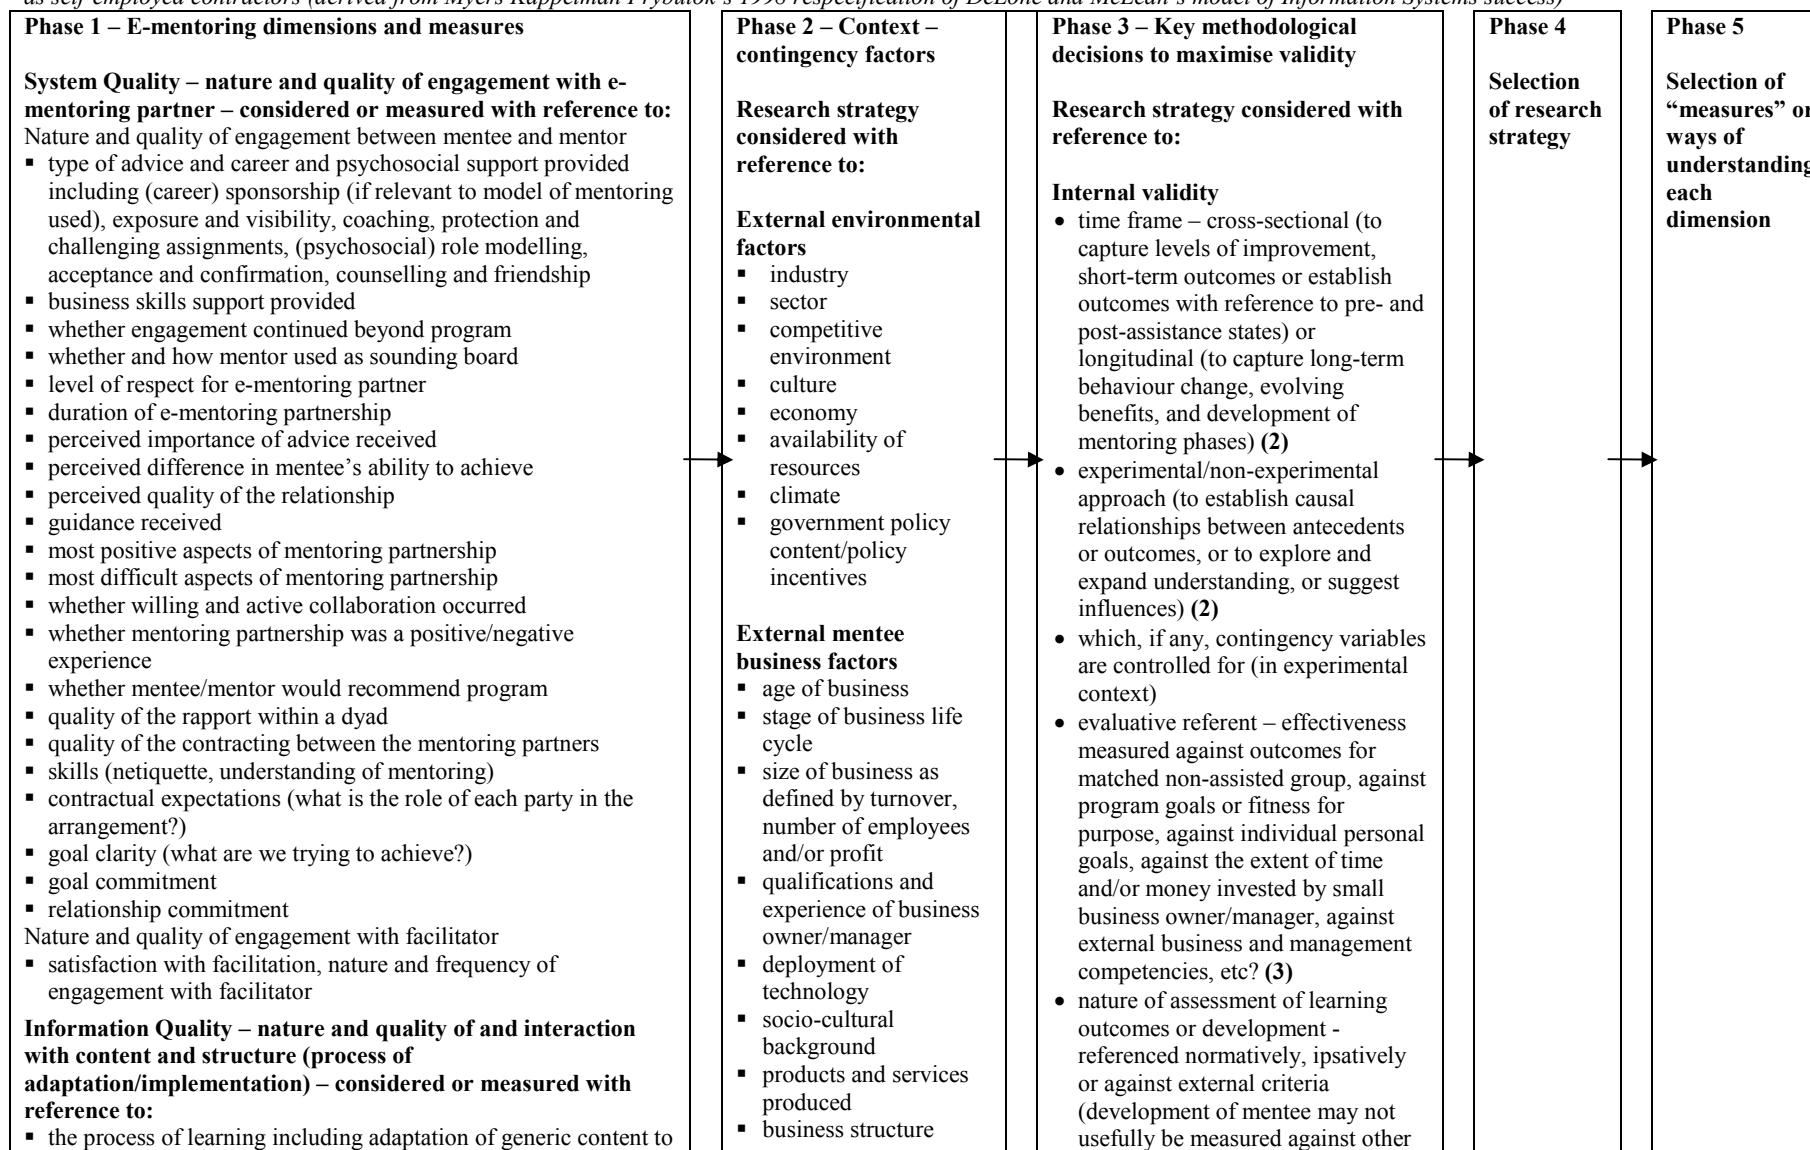 as self-employed contractors (derived from Myers Kappelman Prybutok's 1998 respecification of DeLone and McLean's model of Information Systems success)
Phase 1 – E-mentoring dimensions and measures
System Quality – nature and quality of engagement with e-
mentoring partner – considered or measured with reference to:
Nature and quality of engagement between mentee and mentor
▪ type of advice and career and psychosocial support provided
including (career) sponsorship (if relevant to model of mentoring
used), exposure and visibility, coaching, protection and
challenging assignments, (psychosocial) role modelling,
acceptance and confirmation, counselling and friendship
▪ business skills support provided
▪ whether engagement continued beyond program
▪ whether and how mentor used as sounding board
▪ level of respect for e-mentoring partner
▪ duration of e-mentoring partnership
▪ perceived importance of advice received
▪ perceived difference in mentee's ability to achieve
▪ perceived quality of the relationship
▪ guidance received
▪ most positive aspects of mentoring partnership
▪ most difficult aspects of mentoring partnership
▪ whether willing and active collaboration occurred
▪ whether mentoring partnership was a positive/negative
experience
▪ whether mentee/mentor would recommend program
▪ quality of the rapport within a dyad
▪ quality of the contracting between the mentoring partners
▪ skills (netiquette, understanding of mentoring)
▪ contractual expectations (what is the role of each party in the
arrangement?)
▪ goal clarity (what are we trying to achieve?)
▪ goal commitment
▪ relationship commitment
Nature and quality of engagement with facilitator
▪ satisfaction with facilitation, nature and frequency of
engagement with facilitator
Information Quality – nature and quality of and interaction
with content and structure (process of
adaptation/implementation) – considered or measured with
reference to:
▪ the process of learning including adaptation of generic content to
Phase 2 – Context –
contingency factors
Research strategy
considered with
reference to:
External environmental
factors
▪ industry
▪ sector
▪ competitive
environment
▪ culture
▪ economy
▪ availability of
resources
▪ climate
▪ government policy
content/policy
incentives
External mentee
business factors
▪ age of business
▪ stage of business life
cycle
▪ size of business as
defined by turnover,
number of employees
and/or profit
▪ qualifications and
experience of business
owner/manager
▪ deployment of
technology
▪ socio-cultural
background
▪ products and services
produced
▪ business structure
Phase 3 – Key methodological
decisions to maximise validity
Research strategy considered with
reference to:
Internal validity
• time frame – cross-sectional (to
capture levels of improvement,
short-term outcomes or establish
outcomes with reference to pre- and
post-assistance states) or
longitudinal (to capture long-term
behaviour change, evolving
benefits, and development of
mentoring phases) (2)
• experimental/non-experimental
approach (to establish causal
relationships between antecedents
or outcomes, or to explore and
expand understanding, or suggest
influences) (2)
• which, if any, contingency variables
are controlled for (in experimental
context)
• evaluative referent – effectiveness
measured against outcomes for
matched non-assisted group, against
program goals or fitness for
purpose, against individual personal
goals, against the extent of time
and/or money invested by small
business owner/manager, against
external business and management
competencies, etc? (3)
• nature of assessment of learning
outcomes or development -
referenced normatively, ipsatively
or against external criteria
(development of mentee may not
usefully be measured against other
Phase 4
Selection
of research
strategy
Phase 5
Selection of
“measures” or
ways of
understanding
each
dimension